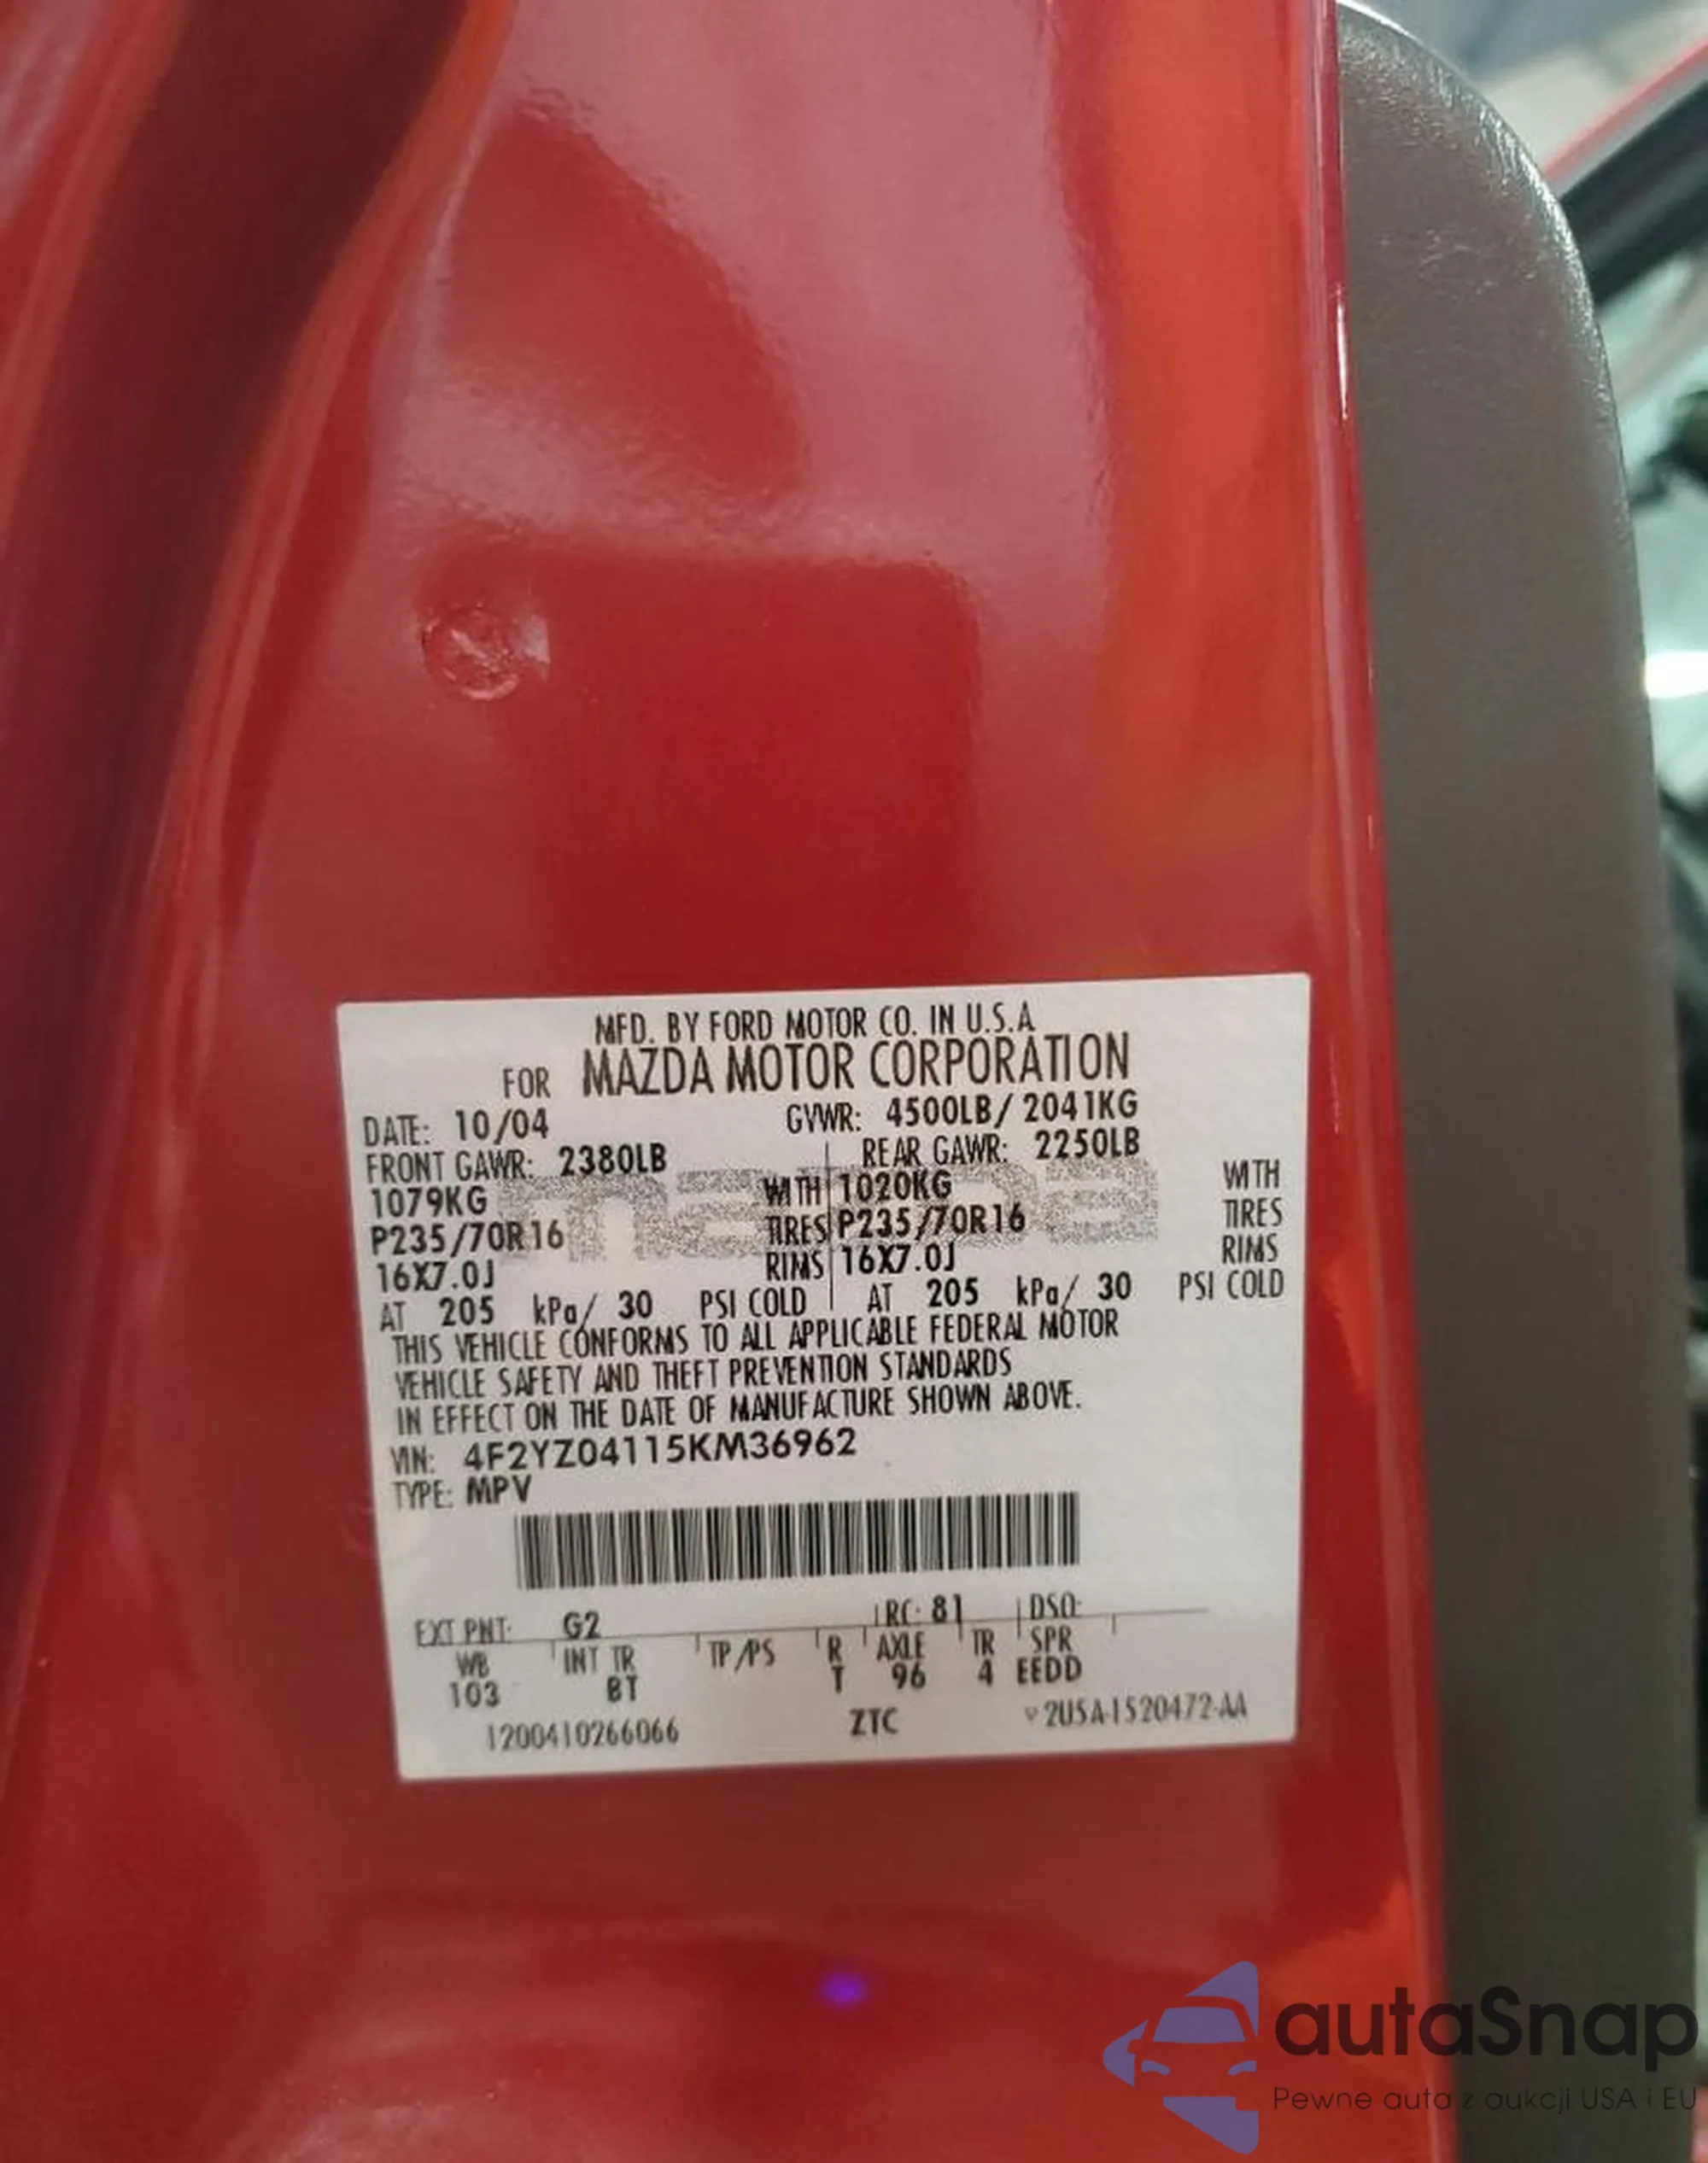 MFD. BY FORD MOTOR CO. IN U.S.A
FOR MAZDA MOTOR CORPORATION
DATE: 10/04 GVWR: 4500LB/ 2041KG
FRONT GAWR: 2380LB REAR GAWR: 2250LB
1079KG WITH 1020KG WITH
P235/70R16 TIRES P235/70R16 TIRES
16X7.0J RIMS 16X7.0J RIMS
AT 205 kPa/ 30 PSI COLD AT 205 kPa/ 30 PSI COLD
mazda
THIS VEHICLE CONFORMS TO ALL APPLICABLE FEDERAL MOTOR
VEHICLE SAFETY AND THEFT PREVENTION STANDARDS
IN EFFECT ON THE DATE OF MANUFACTURE SHOWN ABOVE.
VIN: 4F2YZ04115KM36962
TYPE: MPV
EXT PNT: G2 RC: 81 DSO:
WB INT TR TP/PS R AXLE TR SPR
103 BT T 96 4 EEDD
1200410266066 ZTC 2U5A-1520472-AA
autaSnap
Pewne auta z aukcji USA i EU